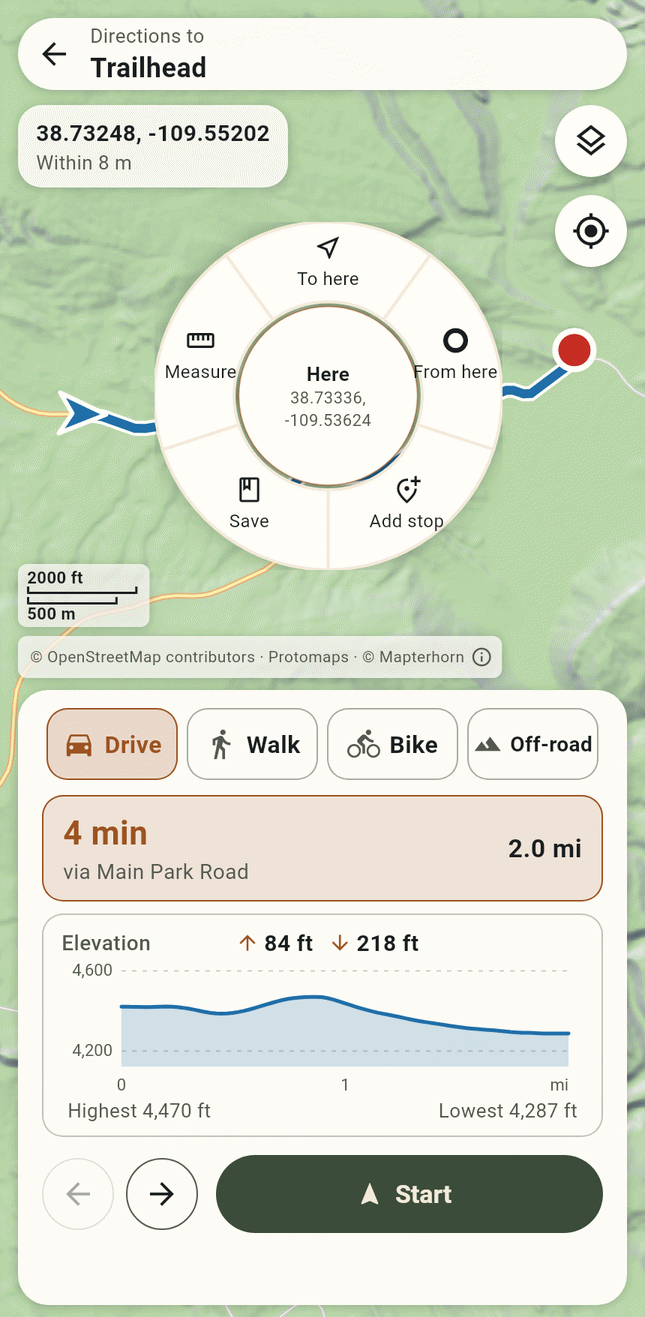 Directions to
Trailhead
38.73248, -109.55202
Within 8 m
To here
Measure
From here
Here
38.73336,
-109.53624
Save
Add stop
2000 ft
500 m
© OpenStreetMap contributors · Protomaps · © Mapterhorn
Drive
Walk
Bike
Off-road
4 min
via Main Park Road
2.0 mi
Elevation
84 ft
218 ft
4,600
4,200
0
1
mi
Highest 4,470 ft
Lowest 4,287 ft
Start